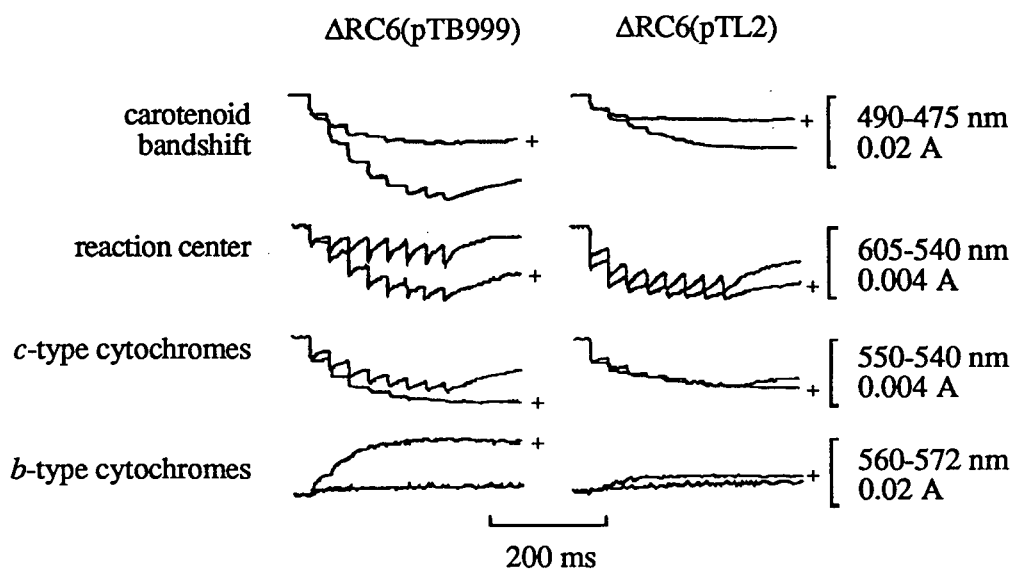 ΔRC6(pTB999) ΔRC6(pTL2)
carotenoid
bandshift
+
+
490-475 nm
0.02 A
reaction center
+
+
605-540 nm
0.004 A
c-type cytochromes
+
+
550-540 nm
0.004 A
b-type cytochromes
+
+
560-572 nm
0.02 A
200 ms